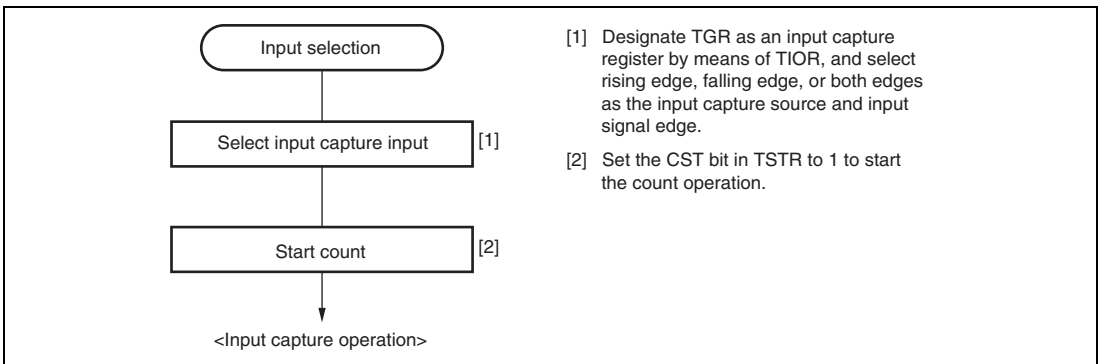 Input selection
Select input capture input
[1]
Start count
[2]
<Input capture operation>
[1] Designate TGR as an input capture
register by means of TIOR, and select
rising edge, falling edge, or both edges
as the input capture source and input
signal edge.
[2] Set the CST bit in TSTR to 1 to start
the count operation.